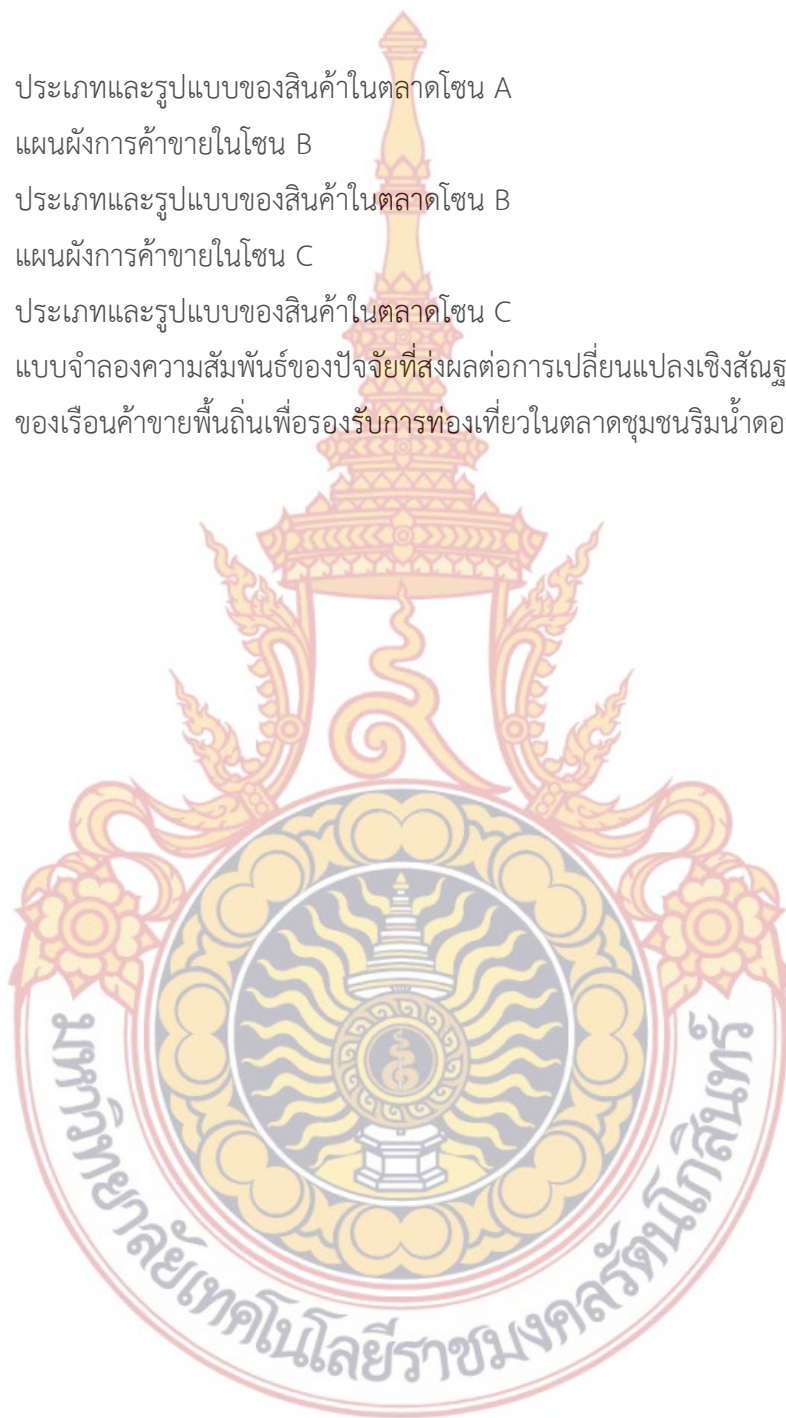 ประเภทและรูปแบบของสินค้าในตลาดโซน A
แผนผังการค้าขายในโซน B
ประเภทและรูปแบบของสินค้าในตลาดโซน B
แผนผังการค้าขายในโซน C
ประเภทและรูปแบบของสินค้าในตลาดโซน C
แบบจำลองความสัมพันธ์ของปัจจัยที่ส่งผลต่อการเปลี่ยนแปลงเชิงสัณฐ
ของเรือนค้าขายพื้นถิ่นเพื่อรองรับการท่องเที่ยวในตลาดชุมชนริมน้ำดอ
มหาวิทยาลัยเทคโนโลยีราชมงคลรัตนโกสินทร์